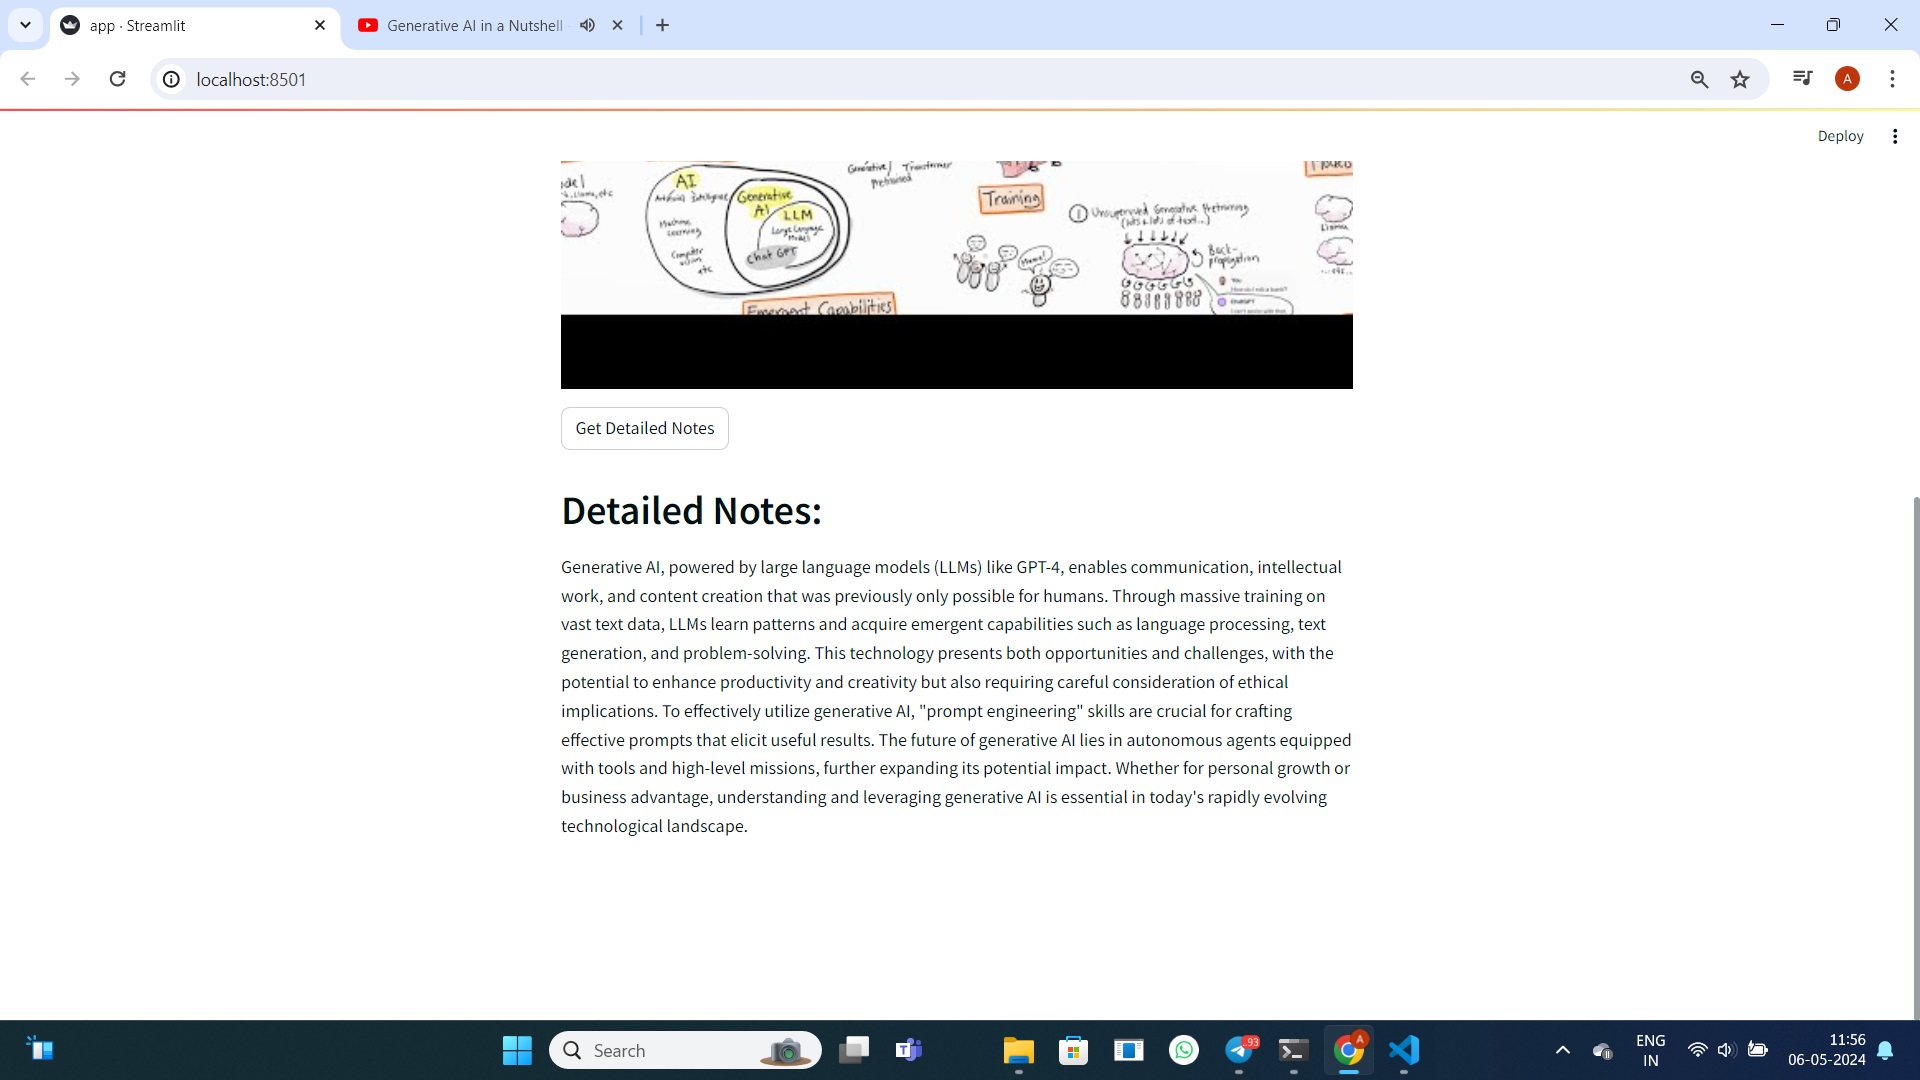 app · Streamlit
Generative AI in a Nutshell
localhost:8501
A
Deploy
AI
Artificial Intelligence
Machine Learning
Computer vision
etc
Generative AI
LLM
Large Language Model
Chat GPT
Generative Transformer
Pretrained
Emergent Capabilities
Training
① Unsupervised Generative Pretraining
(lots & lots of text...)
Back-propagation
Mama!
Llama
Get Detailed Notes
Detailed Notes:
Generative AI, powered by large language models (LLMs) like GPT-4, enables communication, intellectual
work, and content creation that was previously only possible for humans. Through massive training on
vast text data, LLMs learn patterns and acquire emergent capabilities such as language processing, text
generation, and problem-solving. This technology presents both opportunities and challenges, with the
potential to enhance productivity and creativity but also requiring careful consideration of ethical
implications. To effectively utilize generative AI, "prompt engineering" skills are crucial for crafting
effective prompts that elicit useful results. The future of generative AI lies in autonomous agents equipped
with tools and high-level missions, further expanding its potential impact. Whether for personal growth or
business advantage, understanding and leveraging generative AI is essential in today's rapidly evolving
technological landscape.
Search
93
A
ENG
IN
11:56
06-05-2024